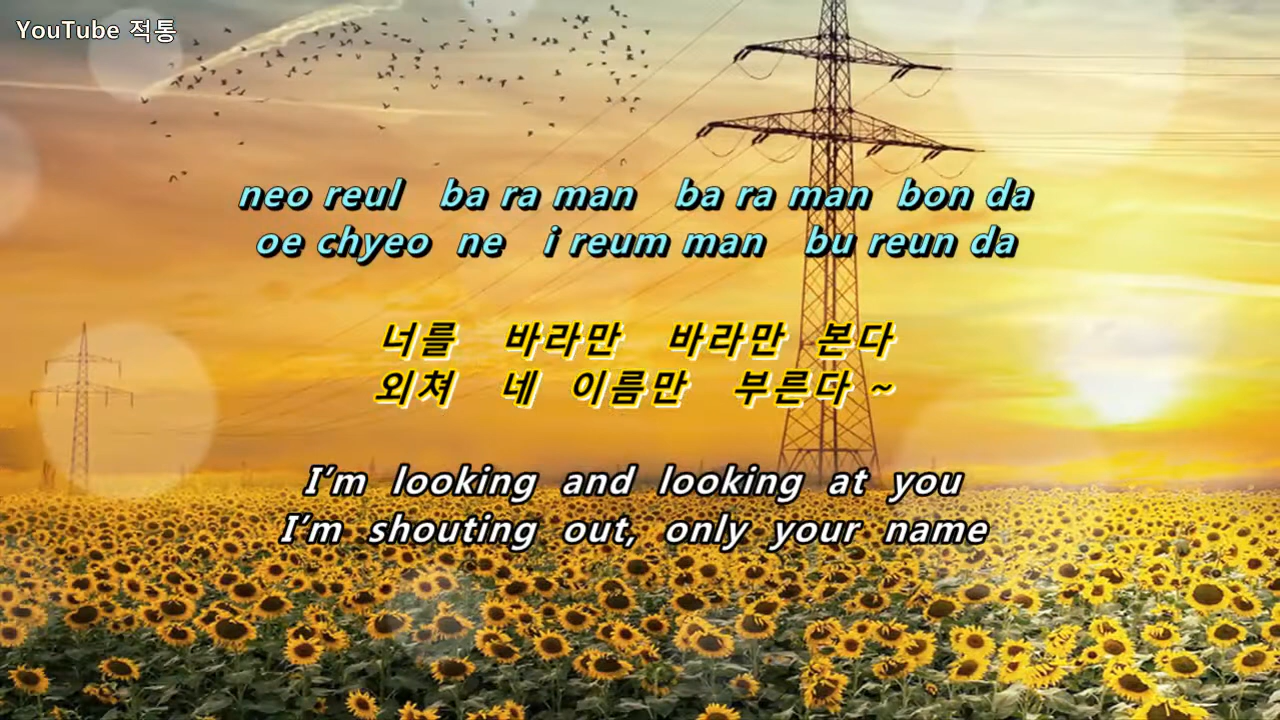 YouTube 적통
neo reul ba ra man ba ra man bon da
oe chyeo ne i reum man bu reun da
너를 바라만 바라만 본다
외쳐 네 이름만 부른다 ~
I'm looking and looking at you
I'm shouting out, only your name